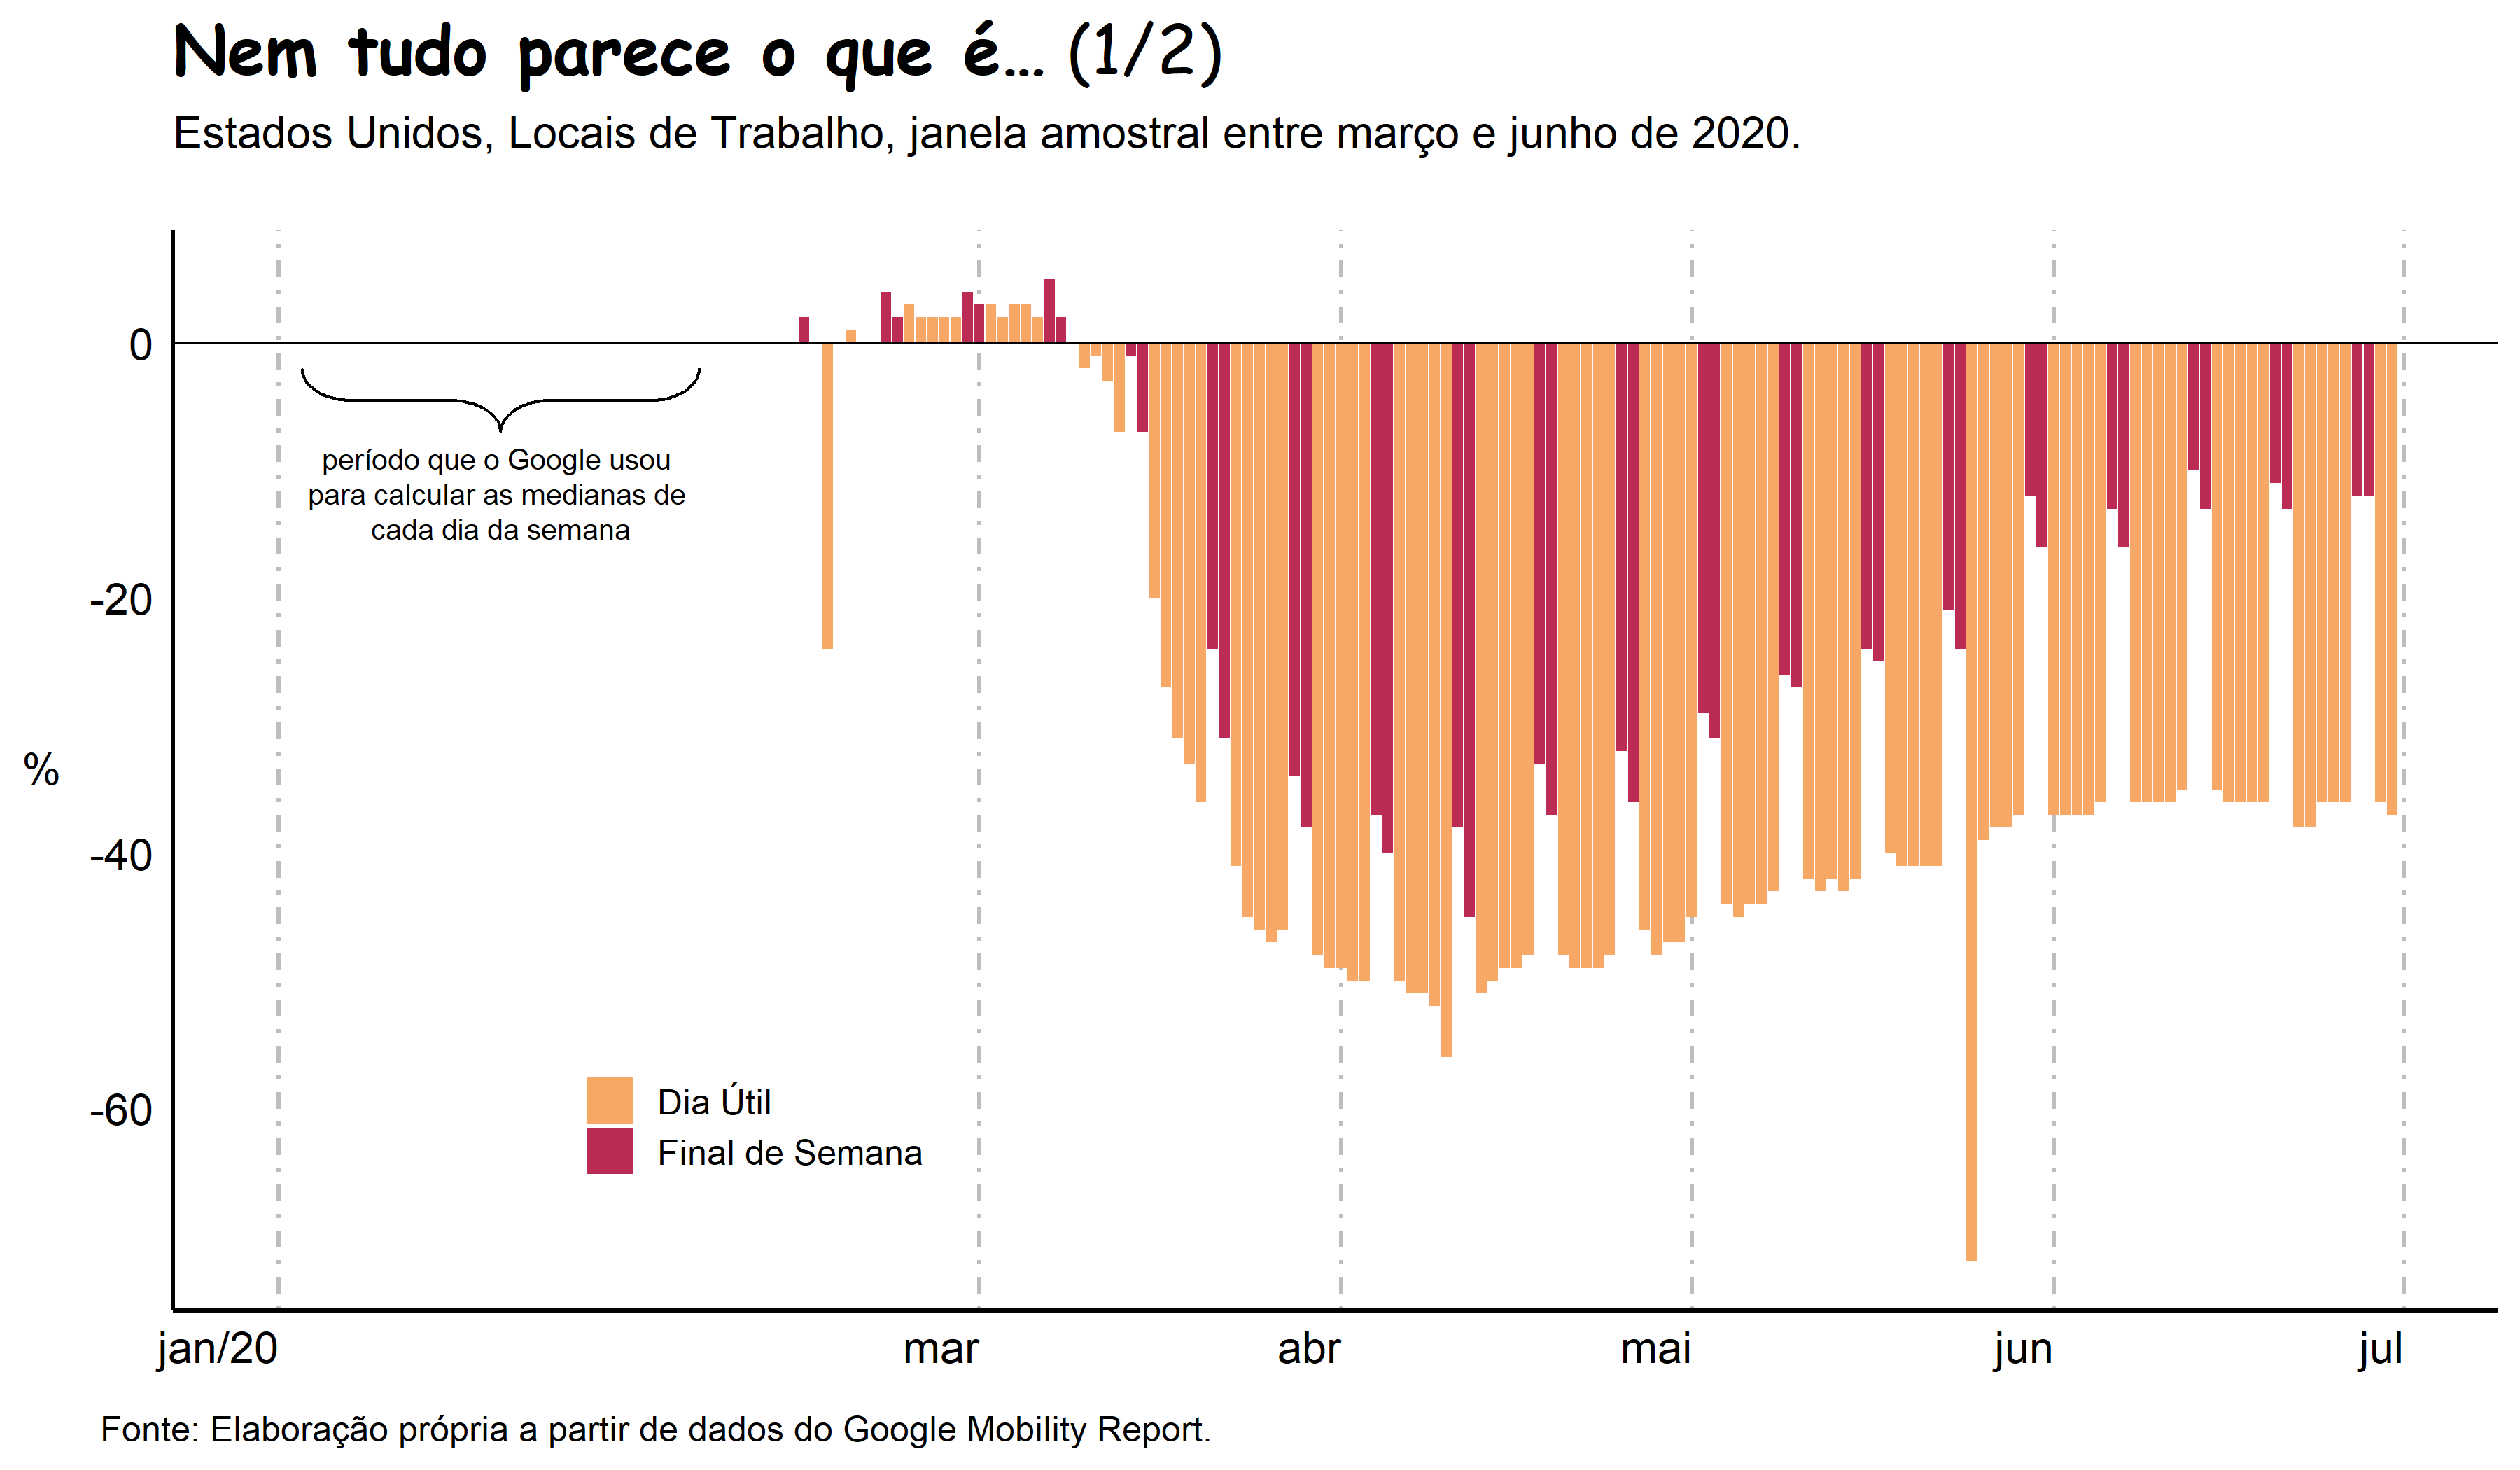 Nem tudo parece o que é... (1/2)
Estados Unidos, Locais de Trabalho, janela amostral entre março e junho de 2020.
0
período que o Google usou
para calcular as medianas de
cada dia da semana
-20
%
-40
-60
Dia Útil
Final de Semana
jan/20 mar abr mai jun jul
Fonte: Elaboração própria a partir de dados do Google Mobility Report.